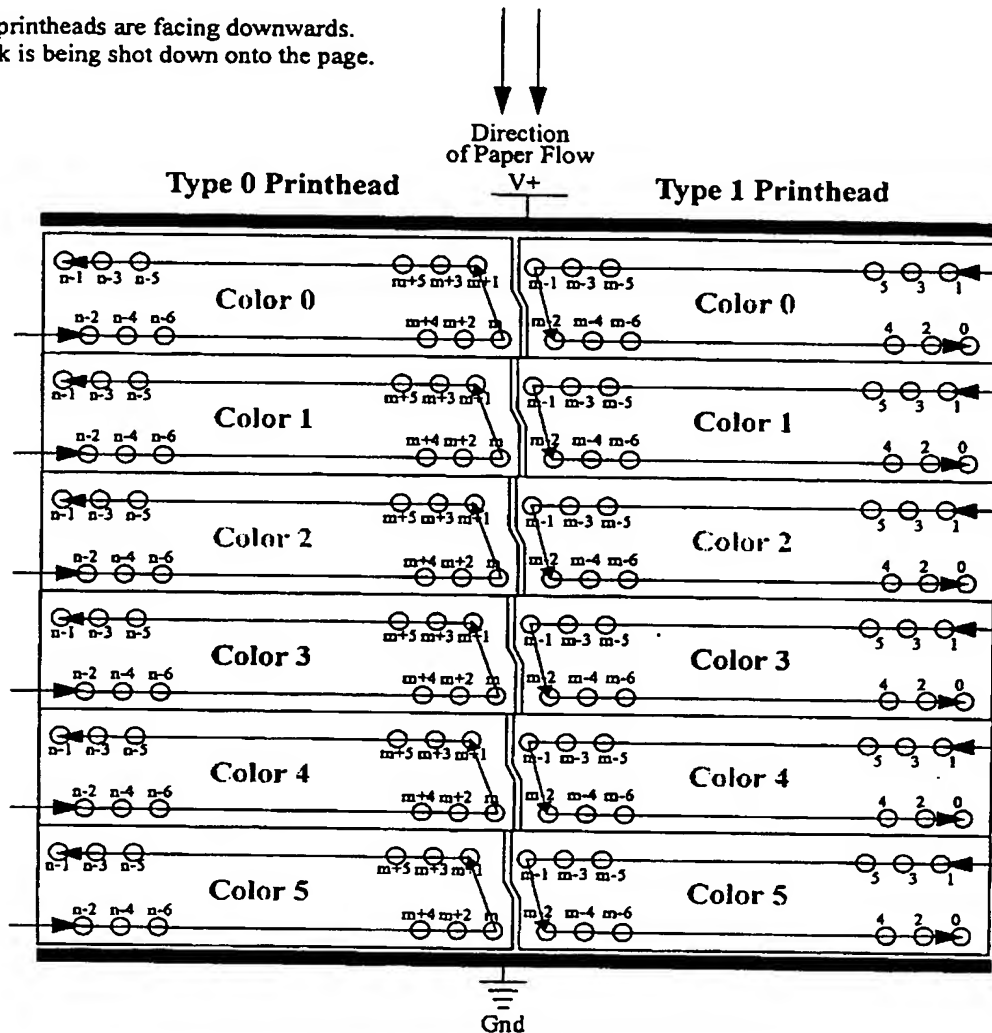 printheads are facing downwards.
k is being shot down onto the page.
Direction
of Paper Flow
Type 0 Printhead
V+
Type 1 Printhead
n-1 n-3 n-5
m+5 m+3 m+1
m-1 m-3 m-5
5 3 1
Color 0
Color 0
n-2 n-4 n-6
m+4 m+2 m
m-2 m-4 m-6
4 2 0
n-1 n-3 n-5
m+5 m+3 m+1
m-1 m-3 m-5
5 3 1
Color 1
Color 1
n-2 n-4 n-6
m+4 m+2 m
m-2 m-4 m-6
4 2 0
n-1 n-3 n-5
m+5 m+3 m+1
m-1 m-3 m-5
5 3 1
Color 2
Color 2
n-2 n-4 n-6
m+4 m+2 m
m-2 m-4 m-6
4 2 0
n-1 n-3 n-5
m+5 m+3 m+1
m-1 m-3 m-5
5 3 1
Color 3
Color 3
n-2 n-4 n-6
m+4 m+2 m
m-2 m-4 m-6
4 2 0
n-1 n-3 n-5
m+5 m+3 m+1
m-1 m-3 m-5
5 3 1
Color 4
Color 4
n-2 n-4 n-6
m+4 m+2 m
m-2 m-4 m-6
4 2 0
n-1 n-3 n-5
m+5 m+3 m+1
m-1 m-3 m-5
5 3 1
Color 5
Color 5
n-2 n-4 n-6
m+4 m+2 m
m-2 m-4 m-6
4 2 0
Gnd